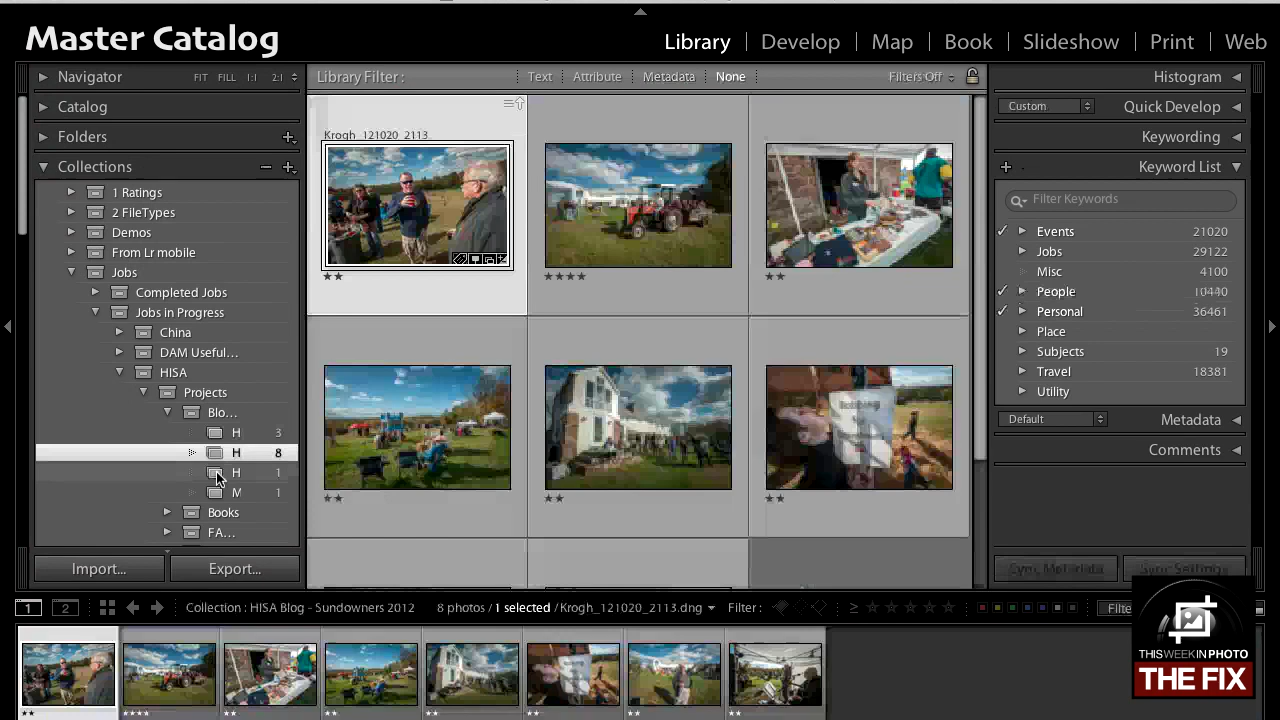 Master Catalog
Library | Develop | Map | Book | Slideshow | Print | Web
Navigator FIT FILL 1:1 2:1
Catalog
Folders
Collections
1 Ratings
2 FileTypes
Demos
From Lr mobile
Jobs
Completed Jobs
Jobs in Progress
China
DAM Useful...
HISA
Projects
Blo...
H 3
H 8
H 1
M 1
Books
FA...
Import...
Export...
Library Filter :
Text
Attribute
Metadata
None
Filters Off
Krogh_121020_2113
Histogram
Custom
Quick Develop
Keywording
Keyword List
Filter Keywords
Events 21020
Jobs 29122
Misc 4100
People 10440
Personal 36461
Place
Subjects 19
Travel 18381
Utility
Default
Metadata
Comments
Sync Metadata
Sync Settings
1
2
Collection : HISA Blog - Sundowners 2012
8 photos / 1 selected / Krogh_121020_2113.dng
Filter :
Filte
THIS WEEK IN PHOTO
THE FIX